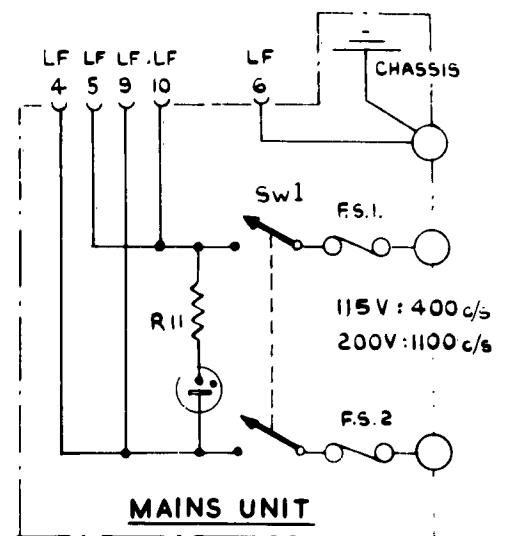 LF LF LF .LF LF
4 5 9 10 6
CHASSIS
Sw1
F.S.1.
R11
115V : 400 c/s
200V : 1100 c/s
F.S. 2
MAINS UNIT